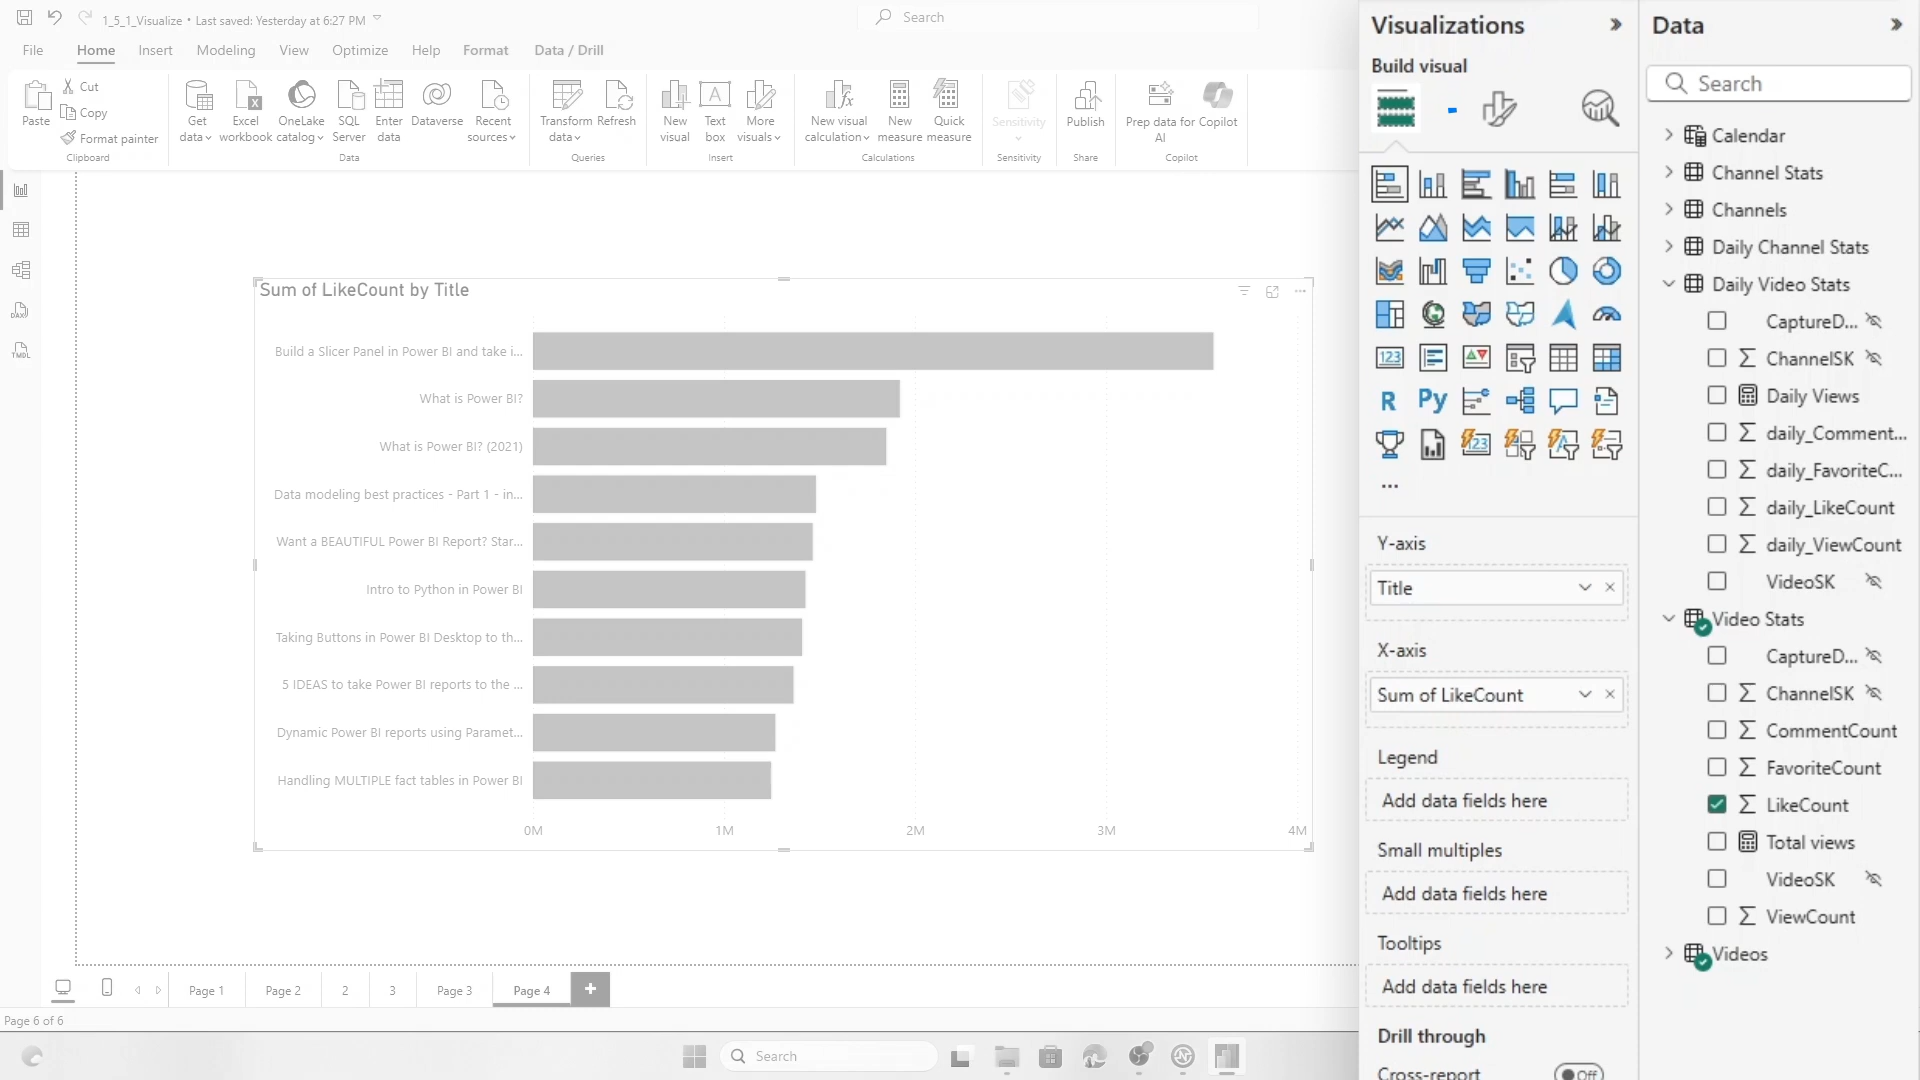 1_5_1_Visualize • Last saved: Yesterday at 6:27 PM
Search
File
Home
Insert
Modeling
View
Optimize
Help
Format
Data / Drill
Paste
Cut
Copy
Format painter
Clipboard
Get data
Excel workbook
OneLake catalog
SQL Server
Enter data
Dataverse
Recent sources
Data
Transform data
Refresh
Queries
New visual
Text box
More visuals
Insert
New visual calculation
New measure
Quick measure
Calculations
Sensitivity
Sensitivity
Publish
Share
Prep data for AI
Copilot
Copilot
DAX
TMDL
Sum of LikeCount by Title
Build a Slicer Panel in Power BI and take i...
What is Power BI?
What is Power BI? (2021)
Data modeling best practices - Part 1 - in...
Want a BEAUTIFUL Power BI Report? Star...
Intro to Python in Power BI
Taking Buttons in Power BI Desktop to th...
5 IDEAS to take Power BI reports to the ...
Dynamic Power BI reports using Paramet...
Handling MULTIPLE fact tables in Power BI
0M 1M 2M 3M 4M
Page 1
Page 2
2
3
Page 3
Page 4
Page 6 of 6
Search
Visualizations
Build visual
123
R
Py
123
Y-axis
Title
X-axis
Sum of LikeCount
Legend
Add data fields here
Small multiples
Add data fields here
Tooltips
Add data fields here
Drill through
Cross-report
Off
Data
Search
Calendar
Channel Stats
Channels
Daily Channel Stats
Daily Video Stats
CaptureD...
ChannelSK
Daily Views
daily_Comment...
daily_FavoriteC...
daily_LikeCount
daily_ViewCount
VideoSK
Video Stats
CaptureD...
ChannelSK
CommentCount
FavoriteCount
LikeCount
Total views
VideoSK
ViewCount
Videos